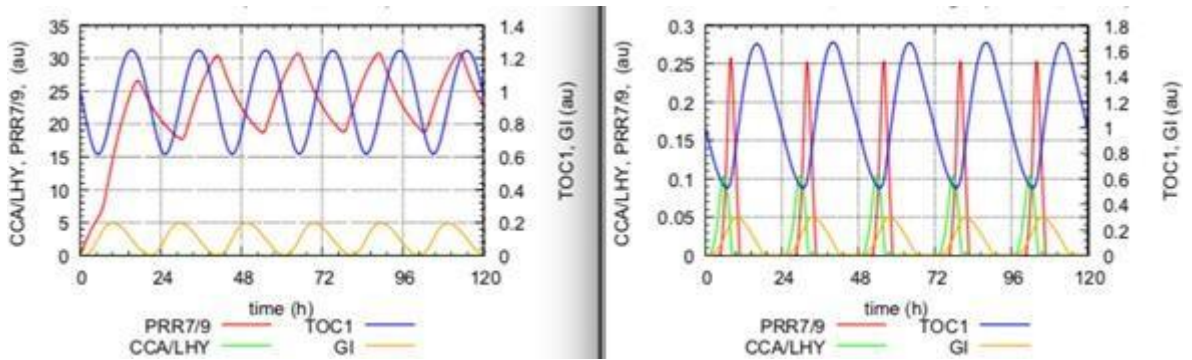 35
30
25
20
15
10
5
0
CCA/LHY, PRR7/9, (au)
1.4
1.2
1
0.8
0.6
0.4
0.2
0
TOC1, GI (au)
0 24 48 72 96 120
time (h)
PRR7/9 TOC1
CCA/LHY GI
0.3
0.25
0.2
0.15
0.1
0.05
0
CCA/LHY, PRR7/9, (au)
1.8
1.6
1.4
1.2
1
0.8
0.6
0.4
0.2
0
TOC1, GI (au)
0 24 48 72 96 120
time (h)
PRR7/9 TOC1
CCA/LHY GI